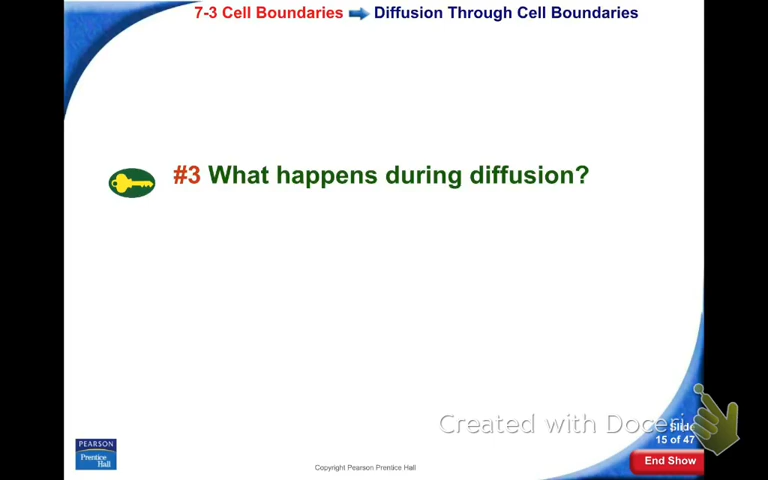 7-3 Cell Boundaries Diffusion Through Cell Boundaries
#3 What happens during diffusion?
Created with Doceri
Slide
15 of 47
End Show
PEARSON
Prentice
Hall
Copyright Pearson Prentice Hall